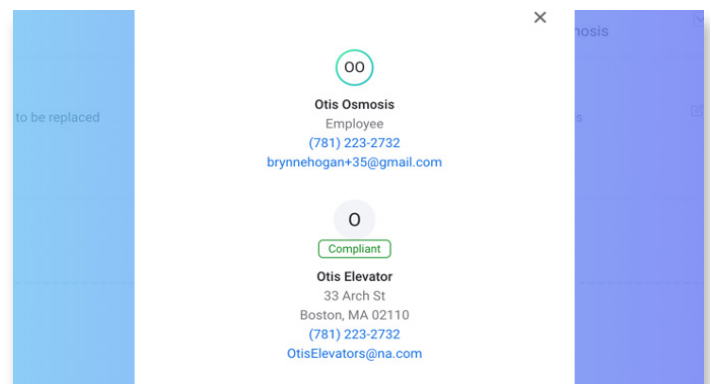 nosis
to be replaced
s
OO
Otis Osmosis
Employee
(781) 223-2732
brynnehogan+35@gmail.com
O
Compliant
Otis Elevator
33 Arch St
Boston, MA 02110
(781) 223-2732
OtisElevators@na.com